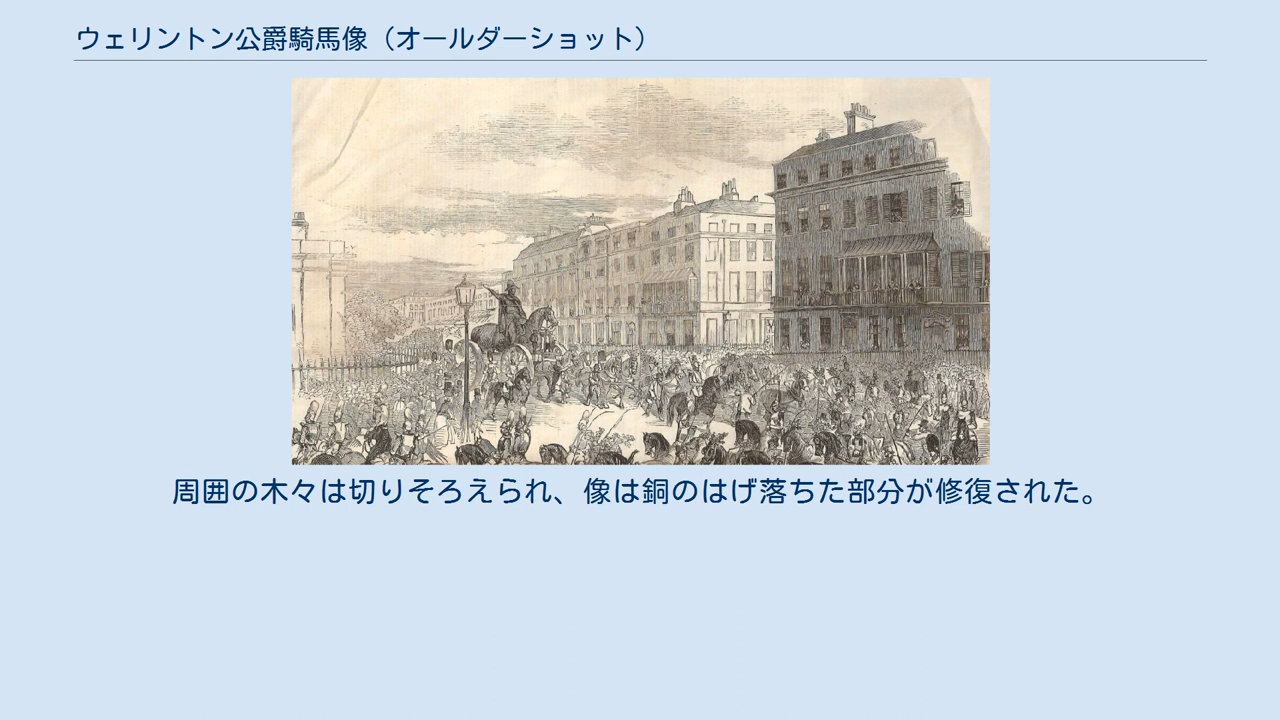 ウェリントン公爵騎馬像（オールダーショット）
周囲の木々は切りそろえられ、像は銅のはげ落ちた部分が修復された。